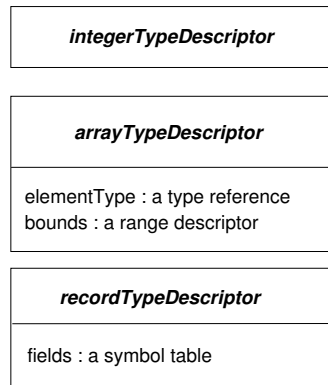 integerTypeDescriptor
arrayTypeDescriptor
elementType : a type reference
bounds : a range descriptor
recordTypeDescriptor
fields : a symbol table